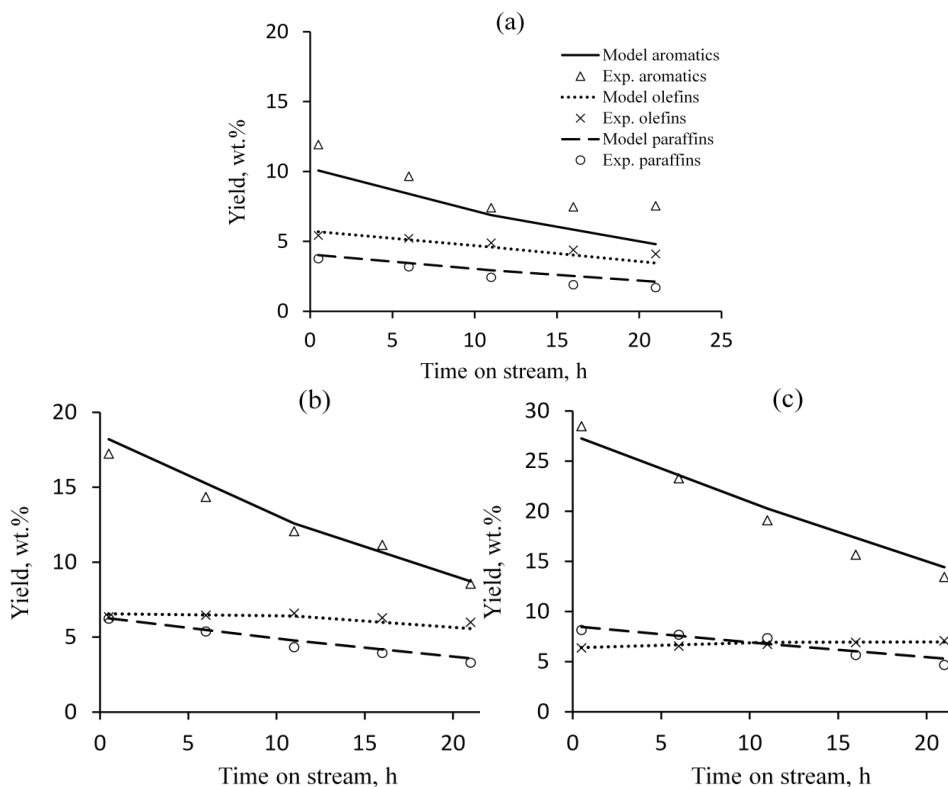 (a)
20
15
10
5
0
Yield, wt.%
Model aromatics
Exp. aromatics
Model olefins
Exp. olefins
Model paraffins
Exp. paraffins
0 5 10 15 20 25
Time on stream, h
(b)
20
15
10
5
0
Yield, wt.%
0 5 10 15 20
Time on stream, h
(c)
30
25
20
15
10
5
0
Yield, wt.%
0 5 10 15 20
Time on stream, h